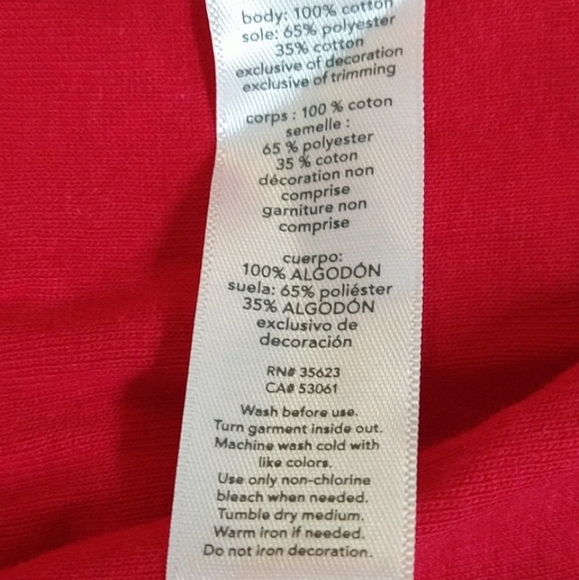 body: 100% cotton
sole: 65% polyester
35% cotton
exclusive of decoration
exclusive of trimming
corps : 100 % coton
semelle :
65 % polyester
35 % coton
décoration non
comprise
garniture non
comprise
cuerpo:
100% ALGODÓN
suela: 65% poliéster
35% ALGODÓN
exclusivo de
decoración
RN# 35623
CA# 53061
Wash before use.
Turn garment inside out.
Machine wash cold with
like colors.
Use only non-chlorine
bleach when needed.
Tumble dry medium.
Warm iron if needed.
Do not iron decoration.